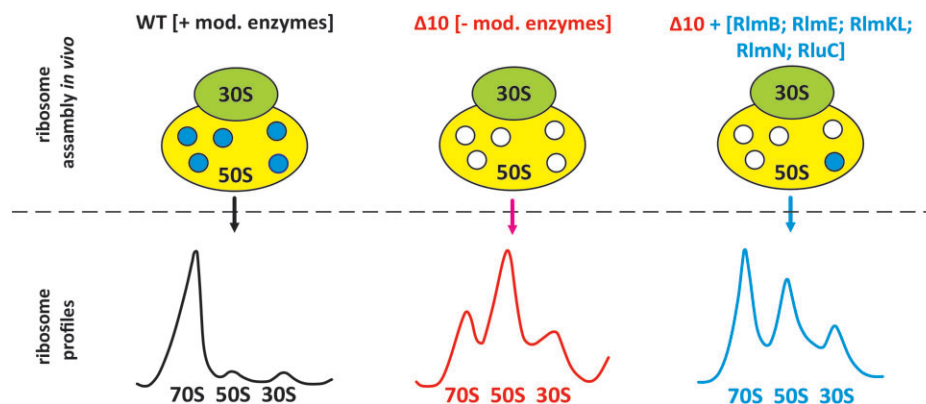 WT [+ mod. enzymes]
Δ10 [- mod. enzymes]
Δ10 + [RlmB; RlmE; RlmKL;
RlmN; RluC]
ribosome
assambly in vivo
30S
50S
30S
50S
30S
50S
ribosome
profiles
70S 50S 30S
70S 50S 30S
70S 50S 30S